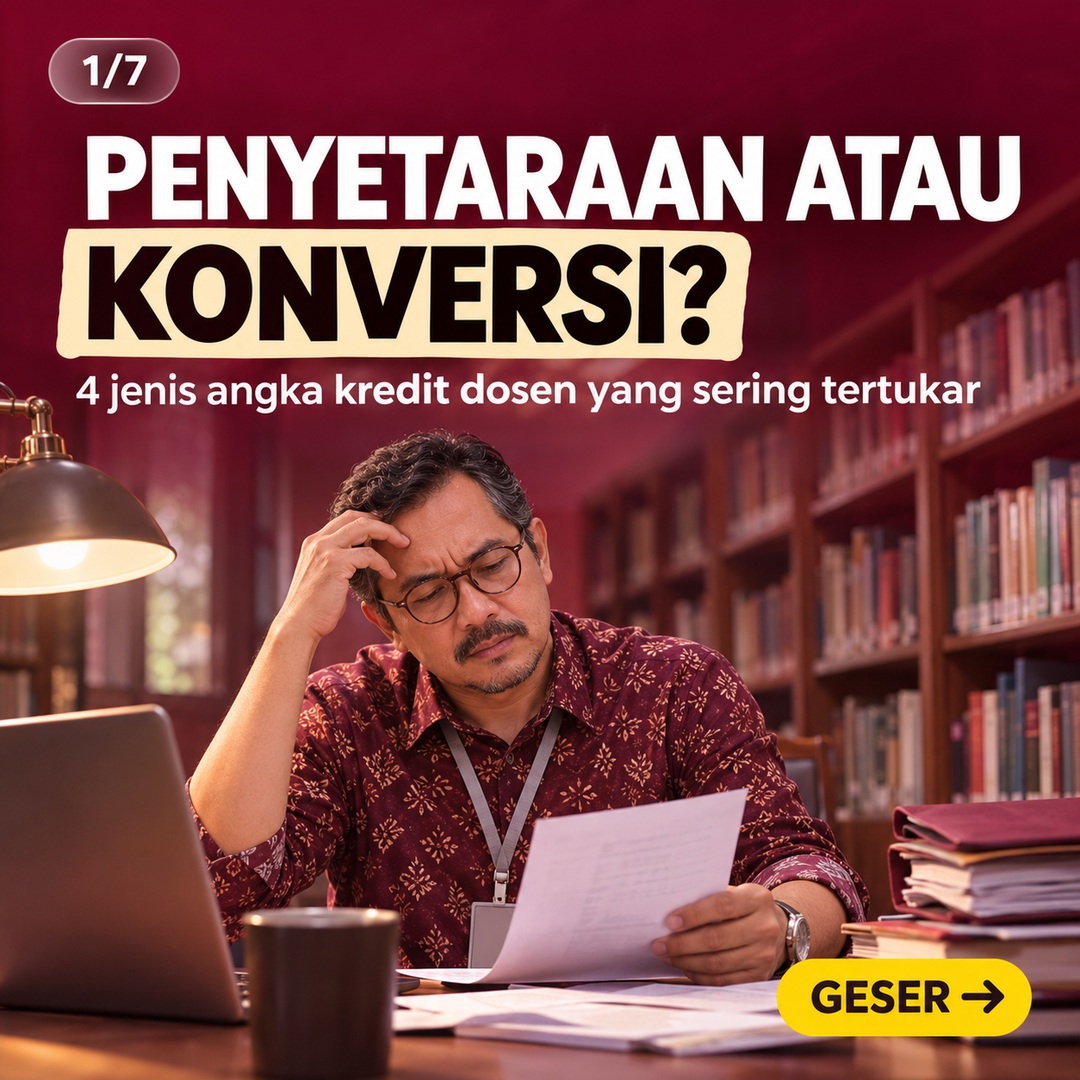 1/7
PENYETARAAN ATAU
KONVERSI?
4 jenis angka kredit dosen yang sering tertukar
GESER →